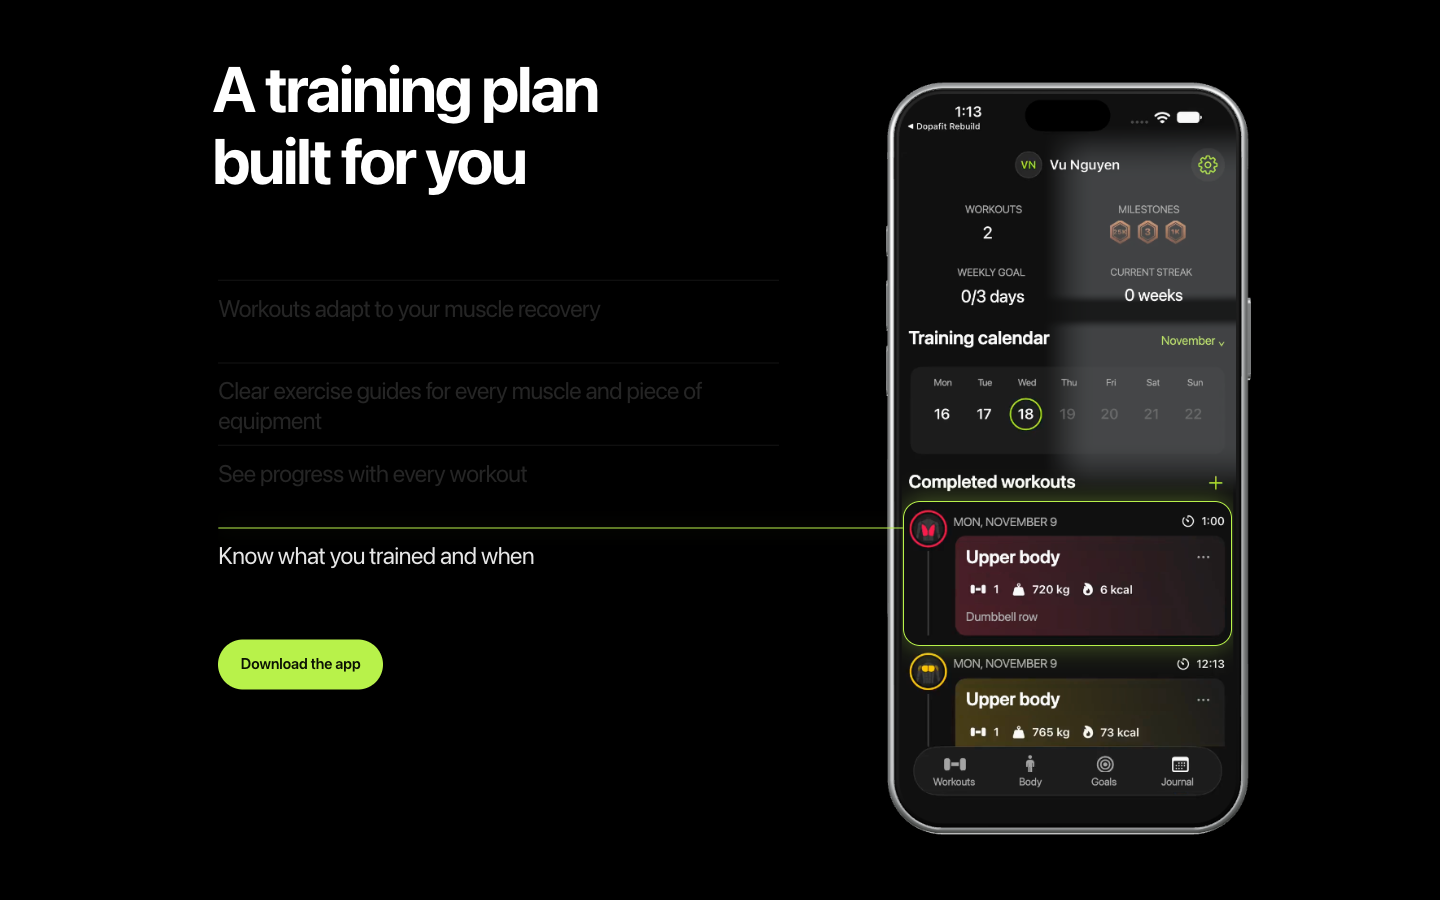 A training plan
built for you
Workouts adapt to your muscle recovery
Clear exercise guides for every muscle and piece of
equipment
See progress with every workout
Know what you trained and when
Download the app
1:13
◀ Dopafit Rebuild
VN Vu Nguyen
WORKOUTS
2
MILESTONES
3
WEEKLY GOAL
0/3 days
CURRENT STREAK
0 weeks
Training calendar
November
Mon Tue Wed Thu Fri Sat Sun
16 17 18 19 20 21 22
Completed workouts
MON, NOVEMBER 9 1:00
Upper body
1 720 kg 6 kcal
Dumbbell row
MON, NOVEMBER 9 12:13
Upper body
1 765 kg 73 kcal
Workouts Body Goals Journal